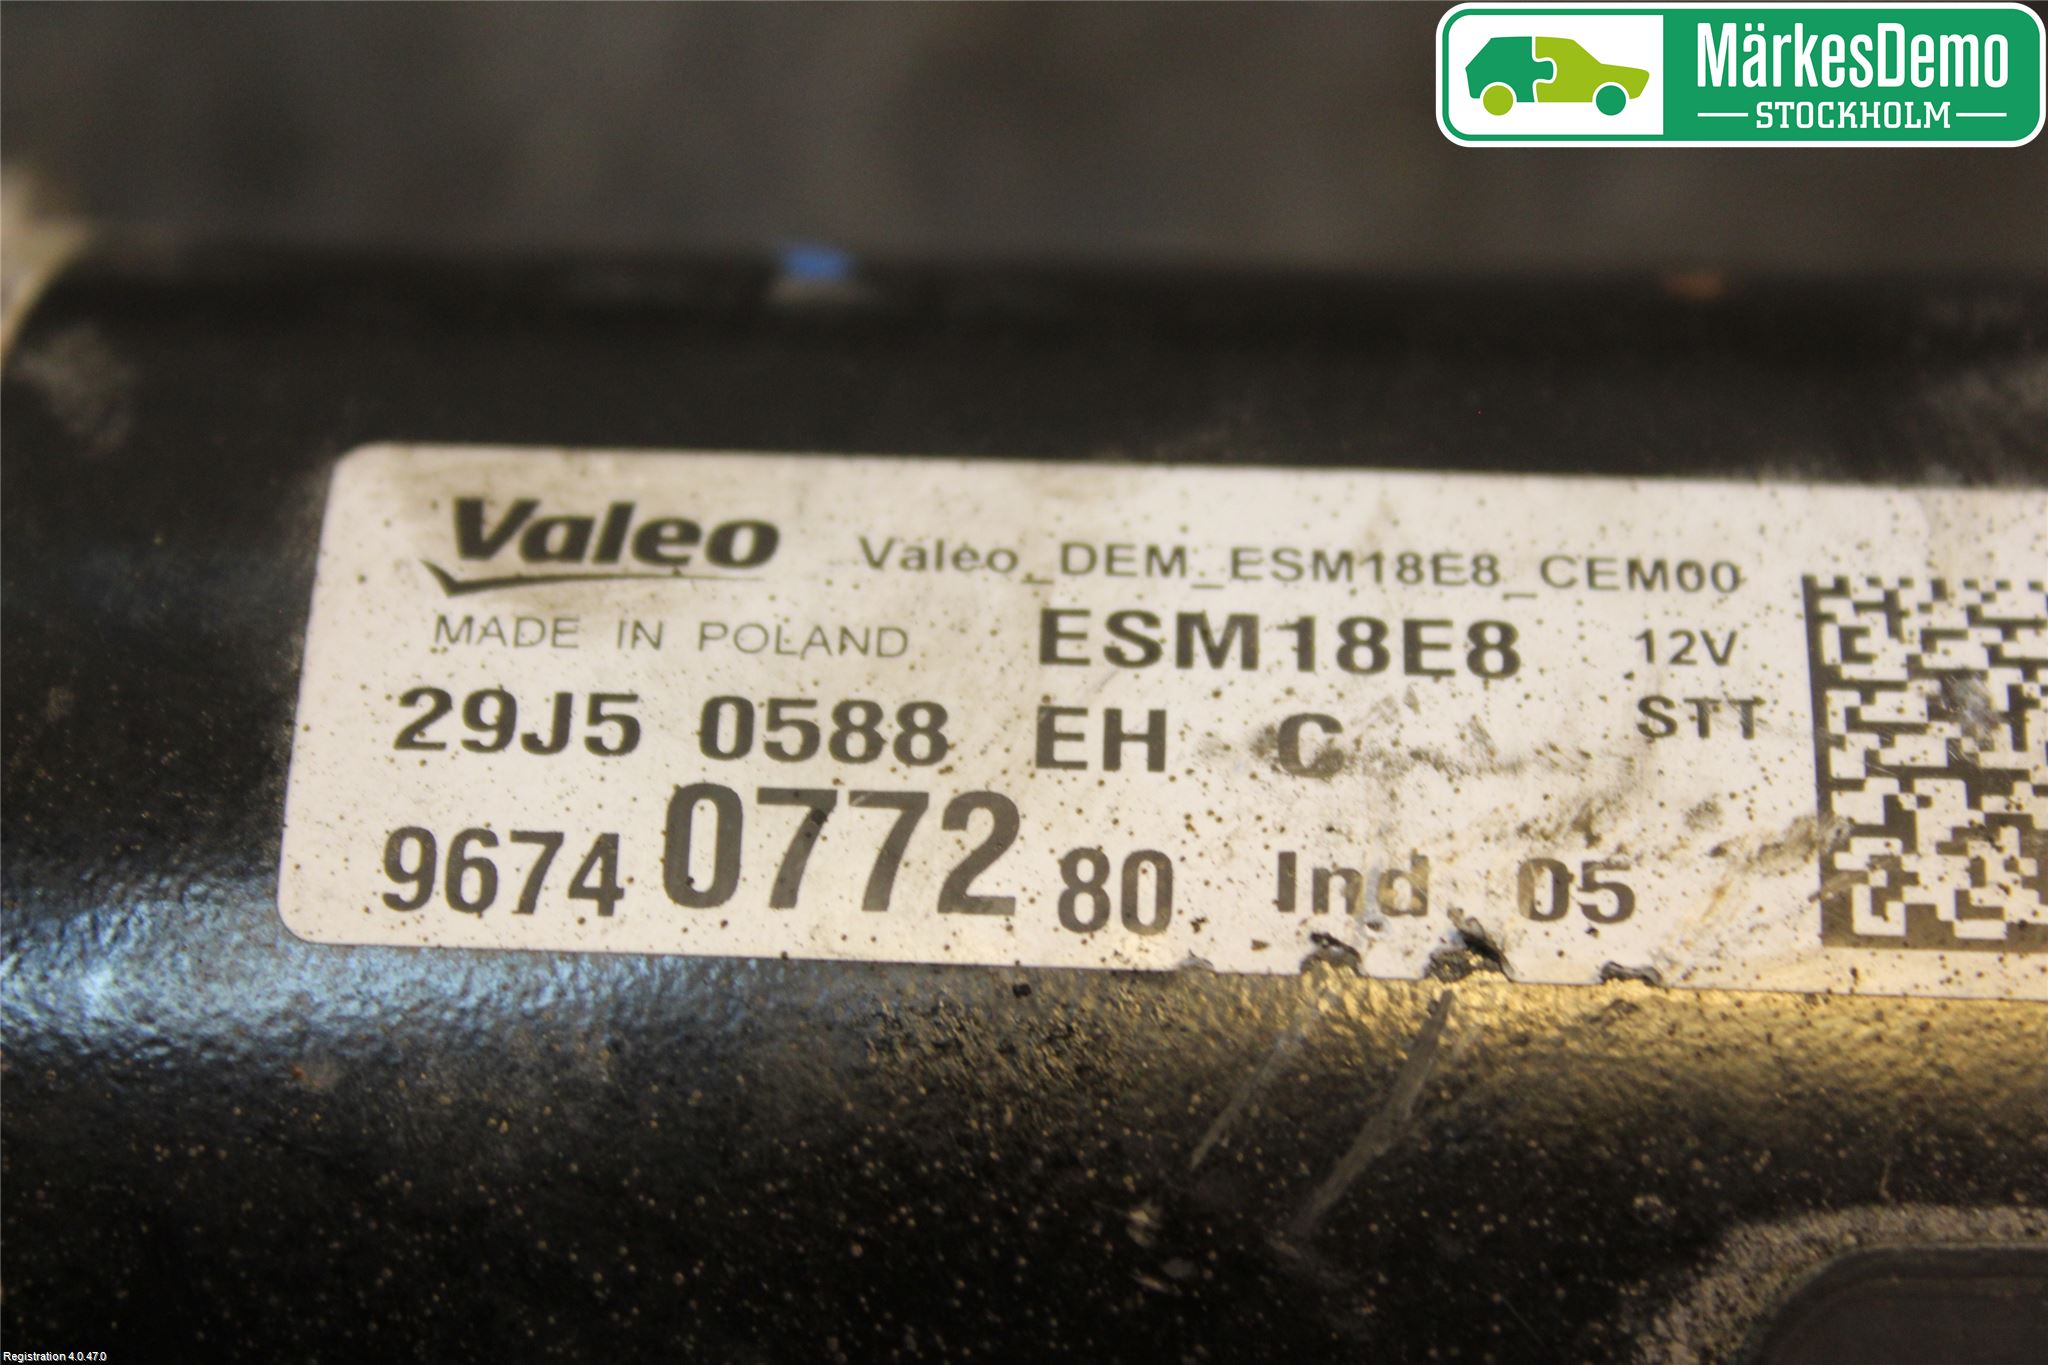 MärkesDemo
STOCKHOLM
Valeo Valeo_DEM_ESM18E8_CEM00
MADE IN POLAND ESM18E8 12V
29J5 0588 EH C STT
9674 0772 80 Ind 05
Registration 4.0.47.0